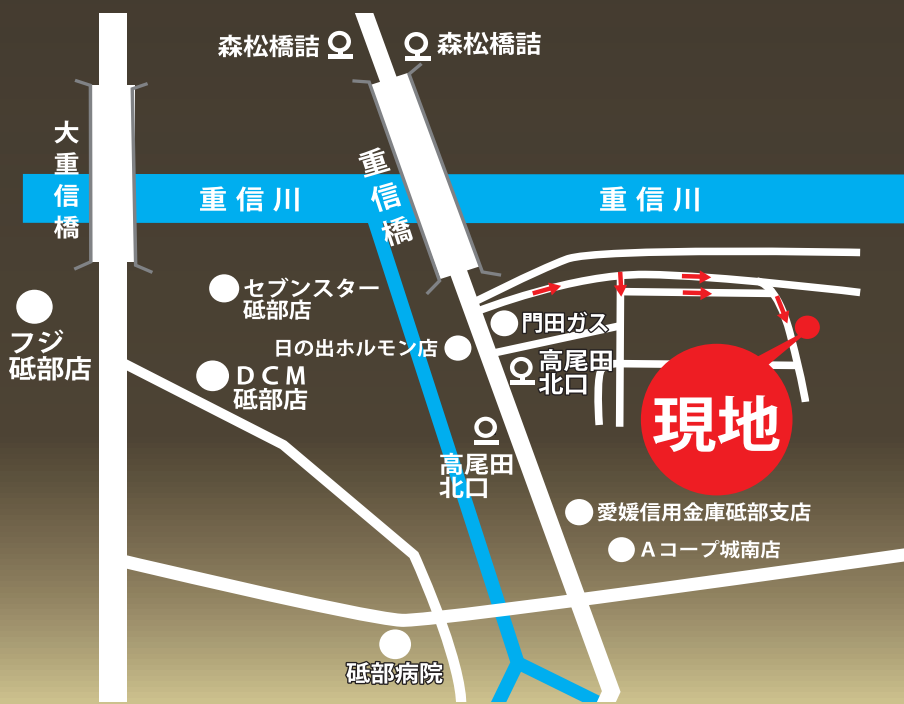 森松橋詰
森松橋詰
大重信橋
重信橋
重信川
重信川
セブンスター
砥部店
フジ
砥部店
門田ガス
日の出ホルモン店
高尾田
北口
DCM
砥部店
現地
高尾田
北口
愛媛信用金庫砥部支店
Aコープ城南店
砥部病院